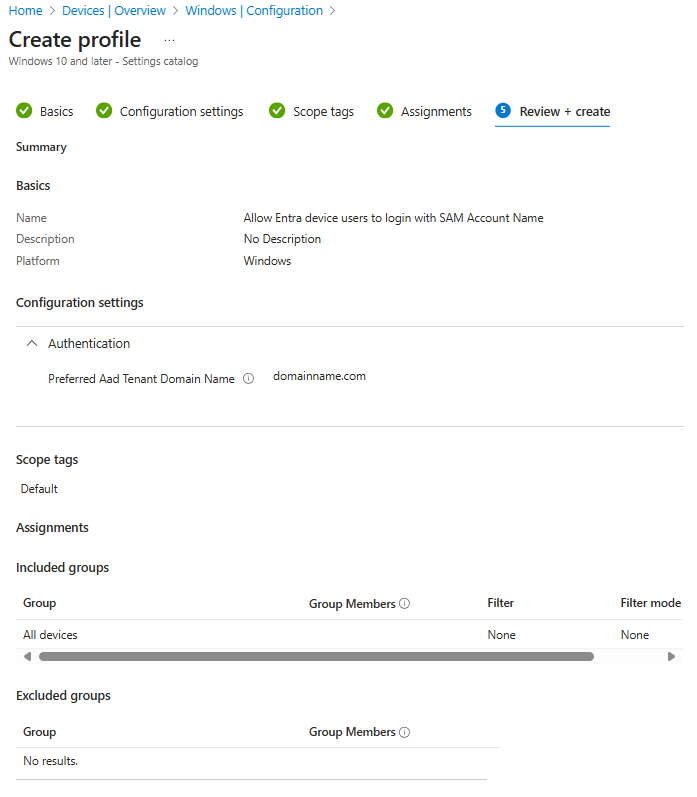 Home > Devices | Overview > Windows | Configuration >
Create profile ...
Windows 10 and later - Settings catalog
Basics Configuration settings Scope tags Assignments 5 Review + create
Summary
Basics
Name Allow Entra device users to login with SAM Account Name
Description No Description
Platform Windows
Configuration settings
Authentication
Preferred Aad Tenant Domain Name domainname.com
Scope tags
Default
Assignments
Included groups
Group Group Members Filter Filter mode
All devices None None
Excluded groups
Group Group Members
No results.